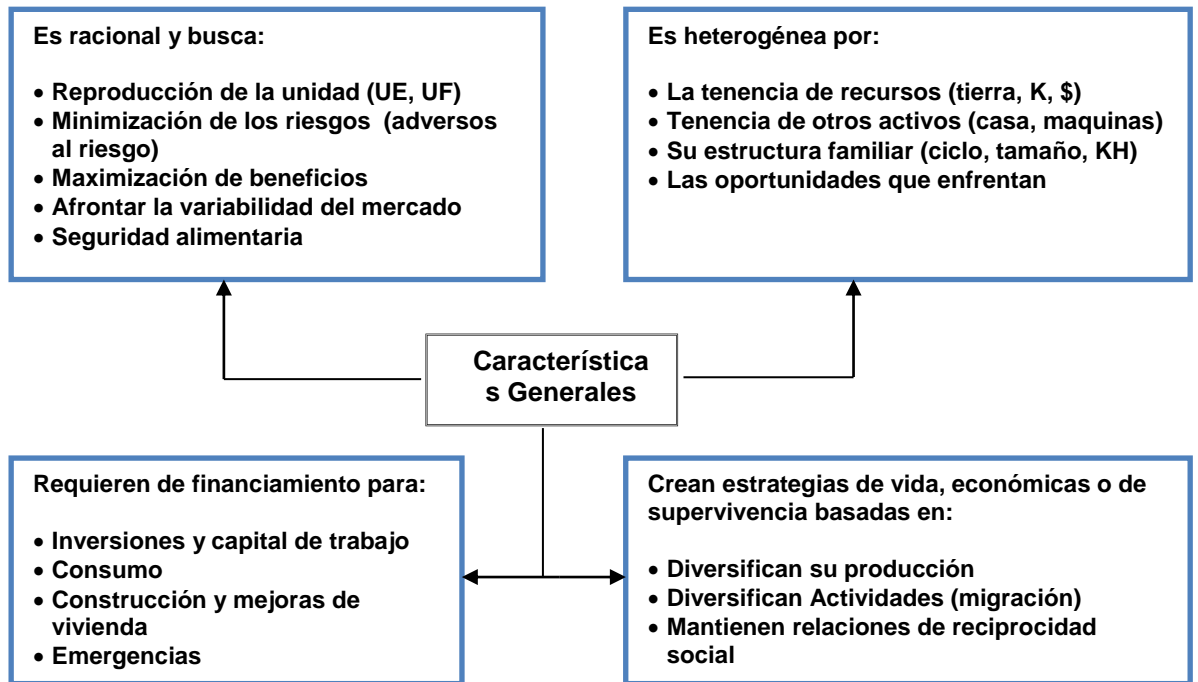 Es racional y busca:
• Reproducción de la unidad (UE, UF)
• Minimización de los riesgos (adversos
al riesgo)
• Maximización de beneficios
• Afrontar la variabilidad del mercado
• Seguridad alimentaria
Es heterogénea por:
• La tenencia de recursos (tierra, K, $)
• Tenencia de otros activos (casa, maquinas)
• Su estructura familiar (ciclo, tamaño, KH)
• Las oportunidades que enfrentan
Característica
s Generales
Requieren de financiamiento para:
• Inversiones y capital de trabajo
• Consumo
• Construcción y mejoras de
vivienda
• Emergencias
Crean estrategias de vida, económicas o de
supervivencia basadas en:
• Diversifican su producción
• Diversifican Actividades (migración)
• Mantienen relaciones de reciprocidad
social